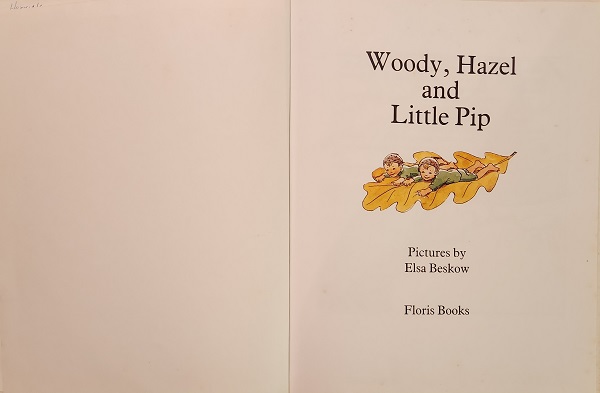 Woody, Hazel
and
Little Pip
Pictures by
Elsa Beskow
Floris Books